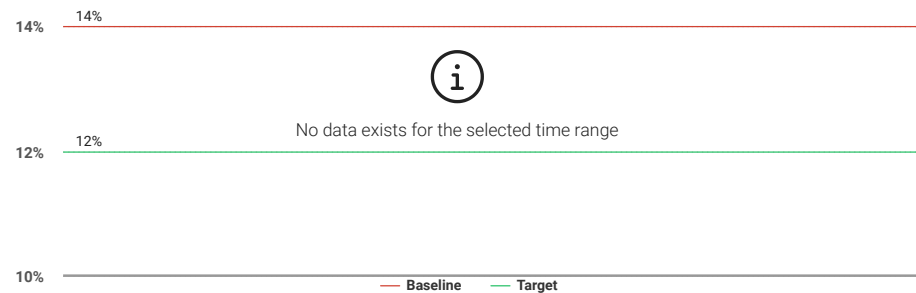 14%
14%
No data exists for the selected time range
12%
12%
10%
Baseline Target